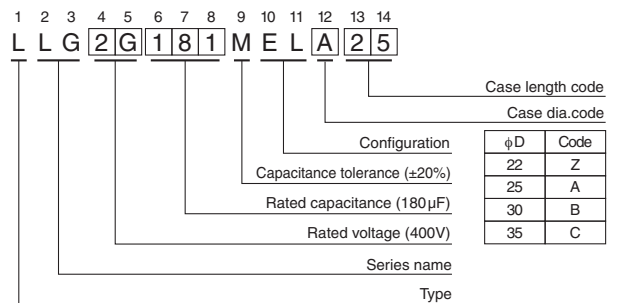 1 2 3 4 5 6 7 8 9 10 11 12 13 14
L L G 2 G 1 8 1 M E L A 2 5
Case length code
Case dia.code
Configuration
Capacitance tolerance (±20%)
Rated capacitance (180µF)
Rated voltage (400V)
Series name
Type
ϕD Code
22 Z
25 A
30 B
35 C